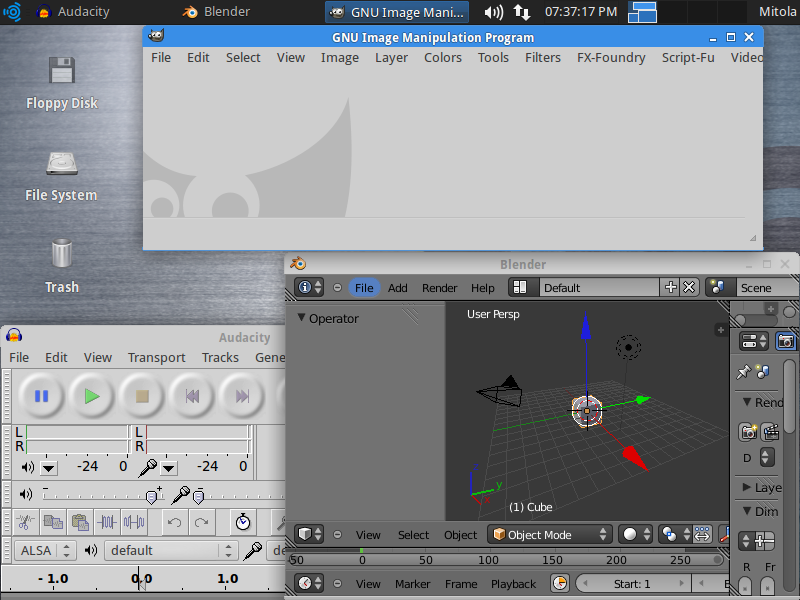 Audacity Blender GNU Image Mani... 07:37:17 PM Mitola
GNU Image Manipulation Program
File Edit Select View Image Layer Colors Tools Filters FX-Foundry Script-Fu Video
Floppy Disk
File System
Trash
Blender
File Add Render Help Default Scene
Operator
User Persp
(1) Cube
z
y
x
Rend
D
Laye
Dim
R Fr
View Select Object Object Mode
-50 0 50 100 150 200 250
View Marker Frame Playback Start: 1 E
Audacity
File Edit View Transport Tracks Gene
L L
R R
-24 0 -24 0
- +
ALSA default de
- 1.0 0.0 1.0